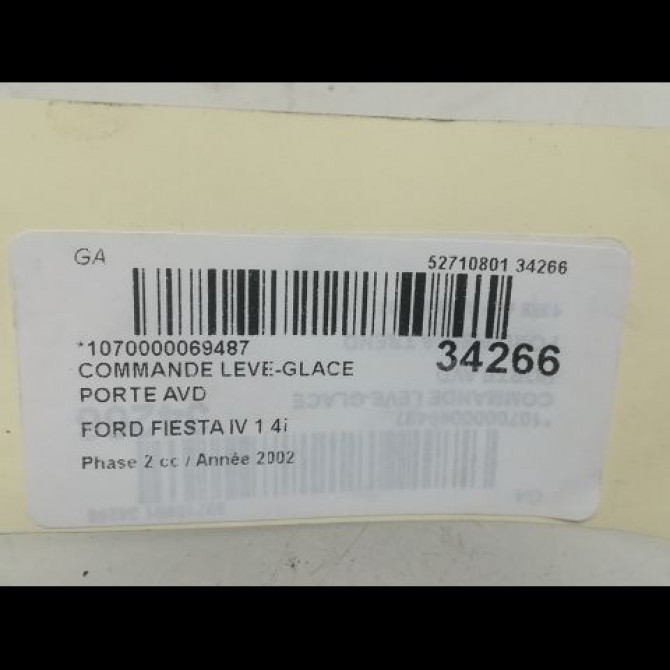 GA
52710801 34266
*1070000069487
34266
COMMANDE LEVE-GLACE
PORTE AVD
FORD FIESTA IV 1 4i
Phase 2 cc / Année 2002